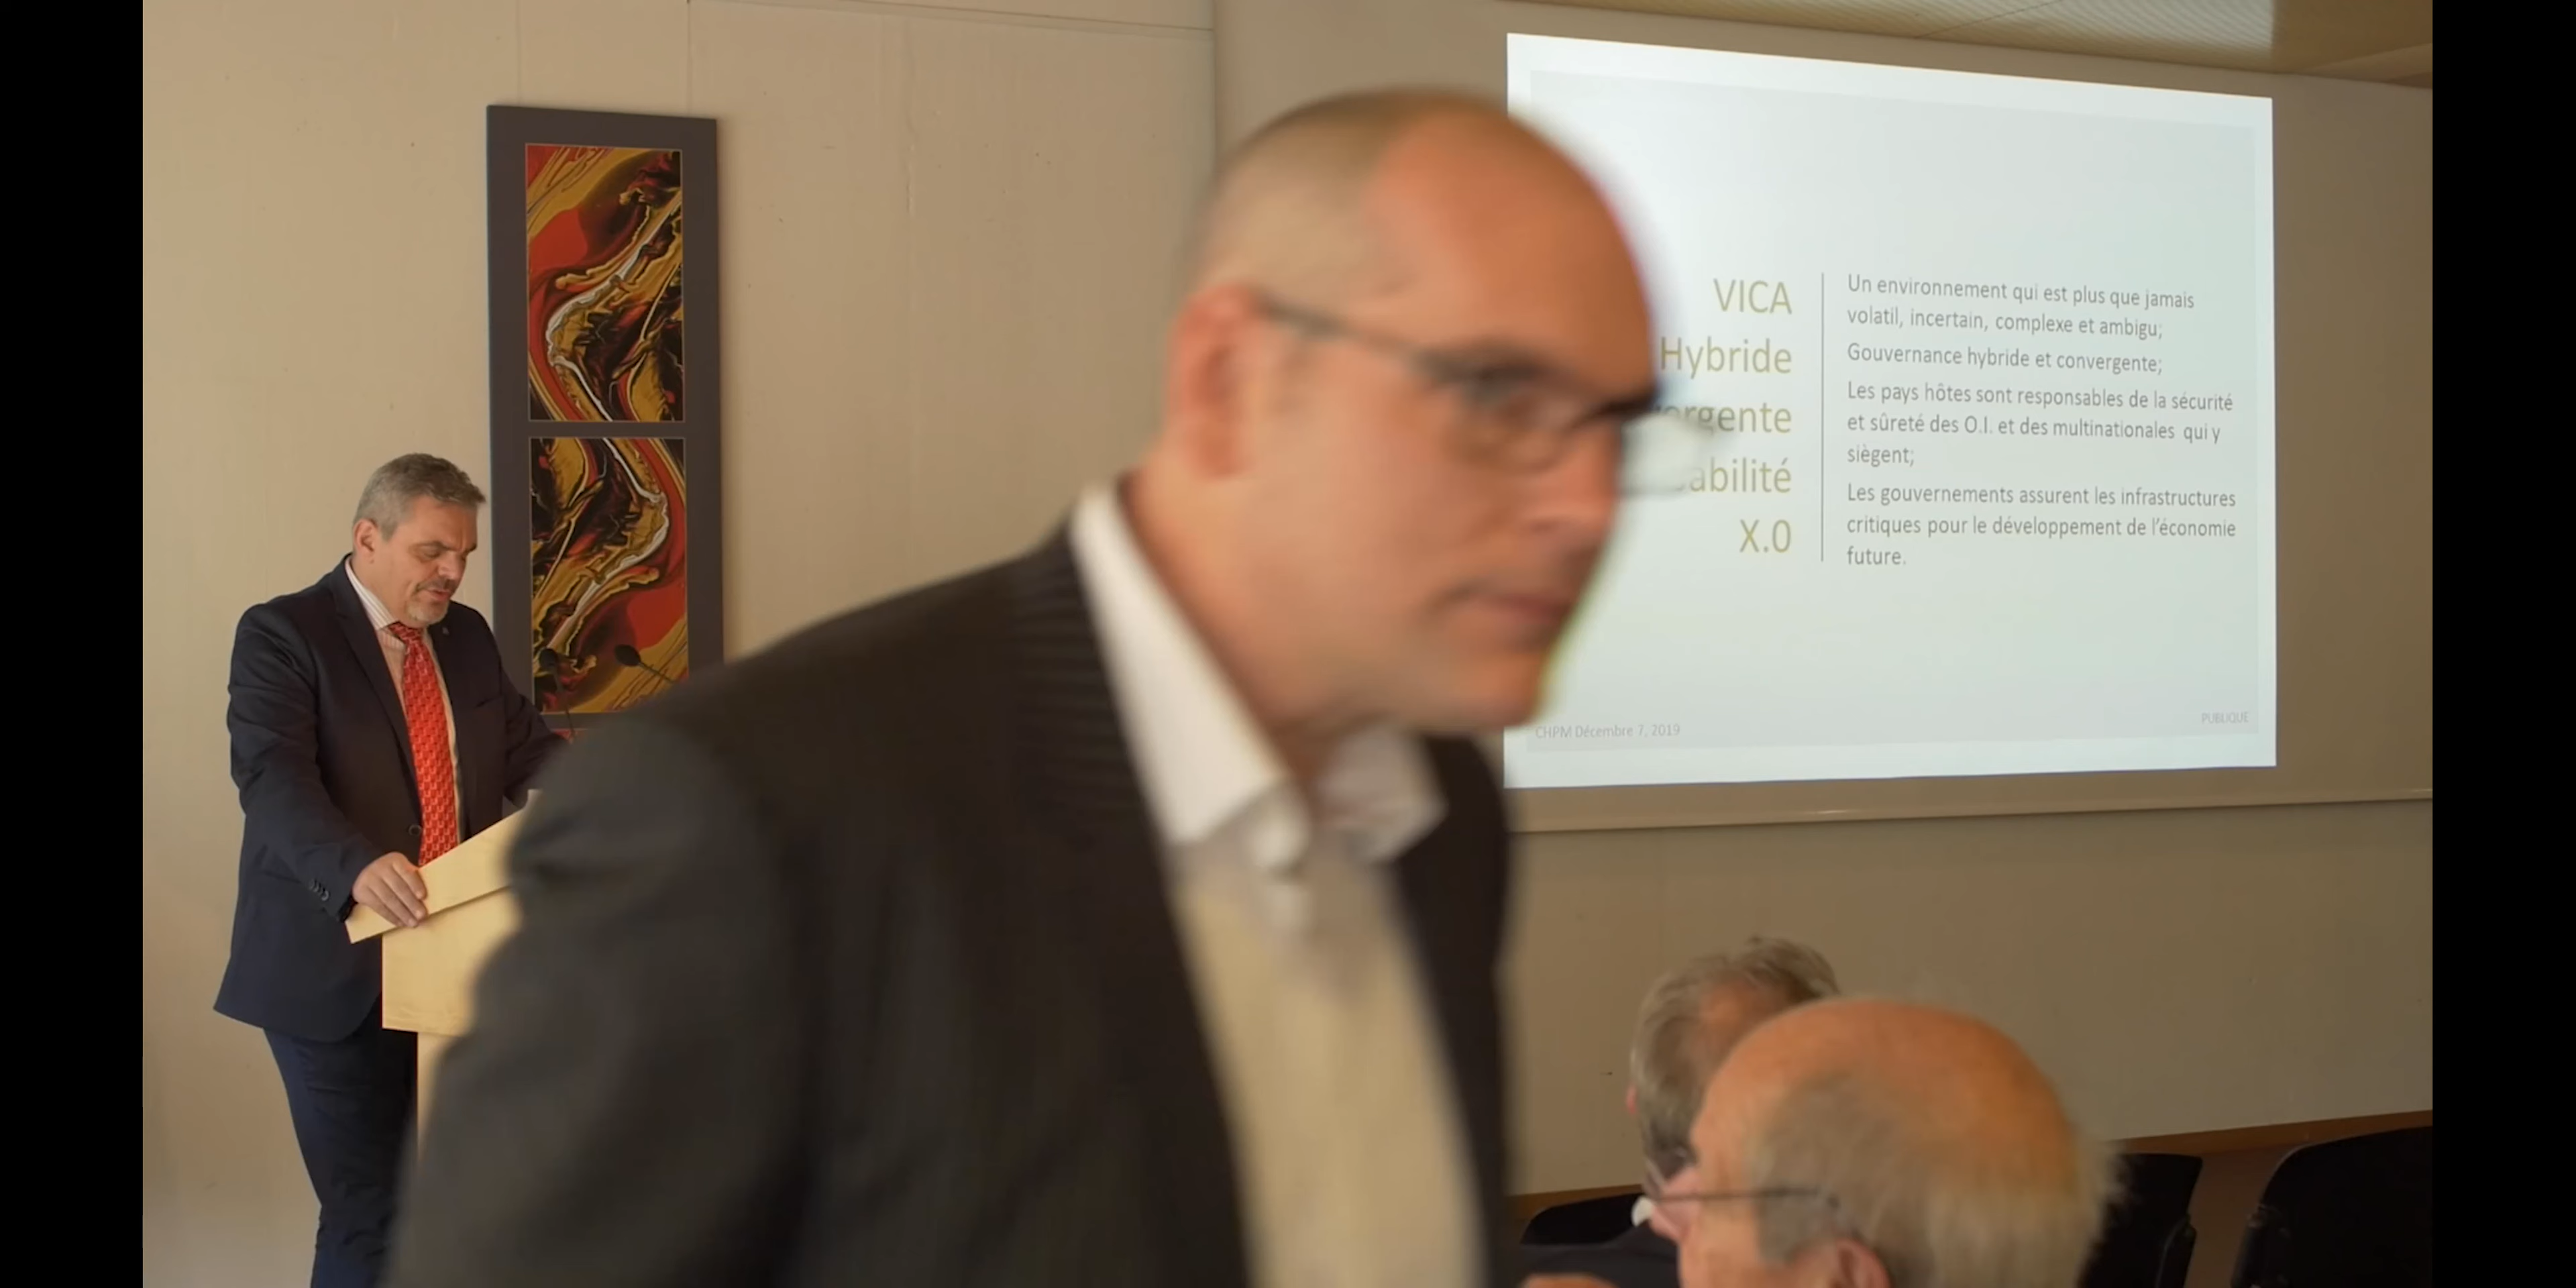 VICA
Hybride
X.0
Un environnement qui est plus que jamais
volatil, incertain, complexe et ambigu;
Gouvernance hybride et convergente;
Les pays hôtes sont responsables de la sécurité
et sûreté des O.I. et des multinationales qui y
siègent;
Les gouvernements assurent les infrastructures
critiques pour le développement de l'économie
future.
CHPM Décembre 7, 2019
PUBLIQUE